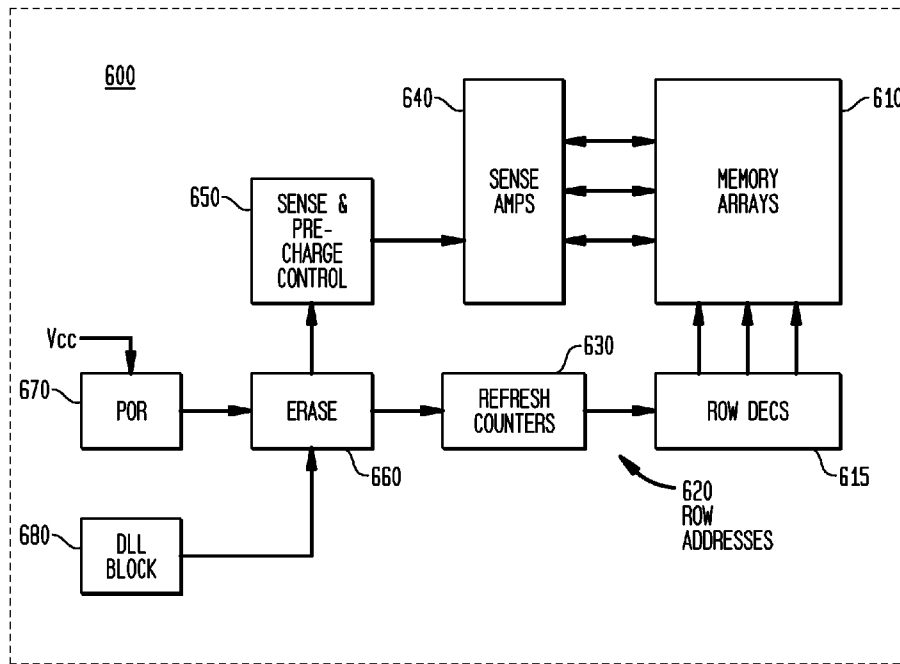 600
640
610
SENSE
AMPS
MEMORY
ARRAYS
650
SENSE &
PRE-
CHARGE
CONTROL
Vcc
630
670
POR
ERASE
REFRESH
COUNTERS
ROW DECS
660
620
ROW
ADDRESSES
615
680
DLL
BLOCK